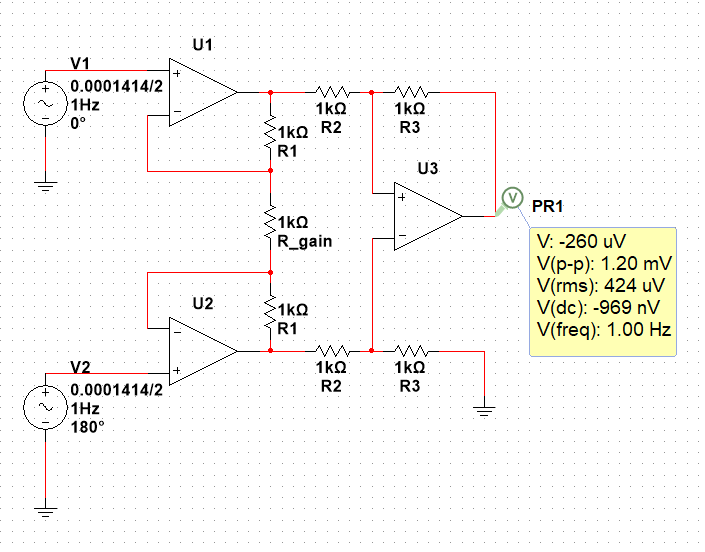 U1
V1
0.0001414/2
1Hz
0°
+
−
+
~
−
1kΩ
R1
1kΩ
R2
1kΩ
R3
U3
+
−
V
PR1
1kΩ
R_gain
V: -260 uV
V(p-p): 1.20 mV
V(rms): 424 uV
V(dc): -969 nV
V(freq): 1.00 Hz
U2
−
+
1kΩ
R1
1kΩ
R2
1kΩ
R3
V2
0.0001414/2
1Hz
180°
+
~
−